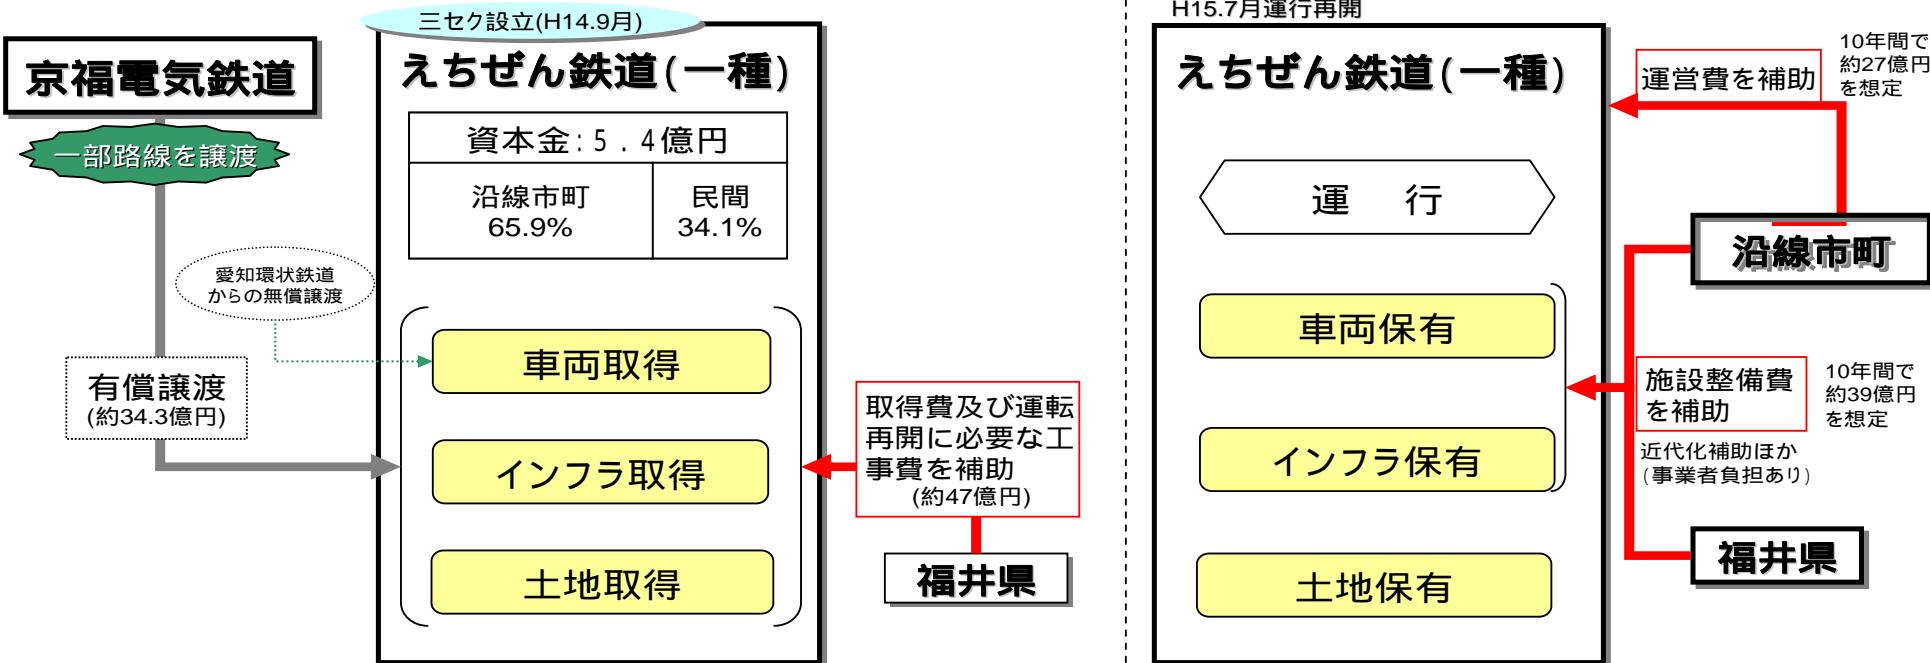 三セク設立(H14.9月)
京福電気鉄道
一部路線を譲渡
えちぜん鉄道(一種)
資本金:5.4億円
沿線市町
65.9%
民間
34.1%
愛知環状鉄道
からの無償譲渡
有償譲渡
(約34.3億円)
車両取得
インフラ取得
土地取得
取得費及び運転
再開に必要な工
事費を補助
(約47億円)
福井県
H15.7月運行再開
えちぜん鉄道(一種)
運 行
車両保有
インフラ保有
土地保有
運営費を補助
10年間で
約27億円
を想定
沿線市町
施設整備費
を補助
10年間で
約39億円
を想定
近代化補助ほか
(事業者負担あり)
福井県